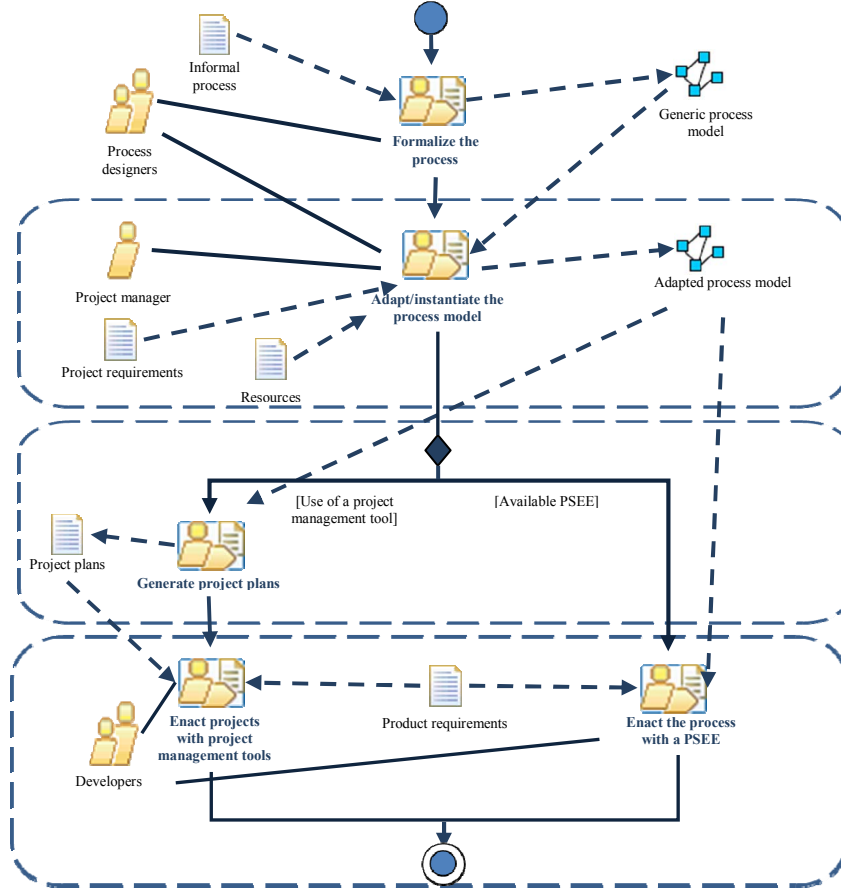 Informal
process
Generic process
model
Formalize the
process
Process
designers
Project manager
Adapt/instantiate the
process model
Adapted process model
Project requirements
Resources
[Use of a project
management tool]
[Available PSEE]
Project plans
Generate project plans
Enact projects
with project
management tools
Product requirements
Enact the process
with a PSEE
Developers